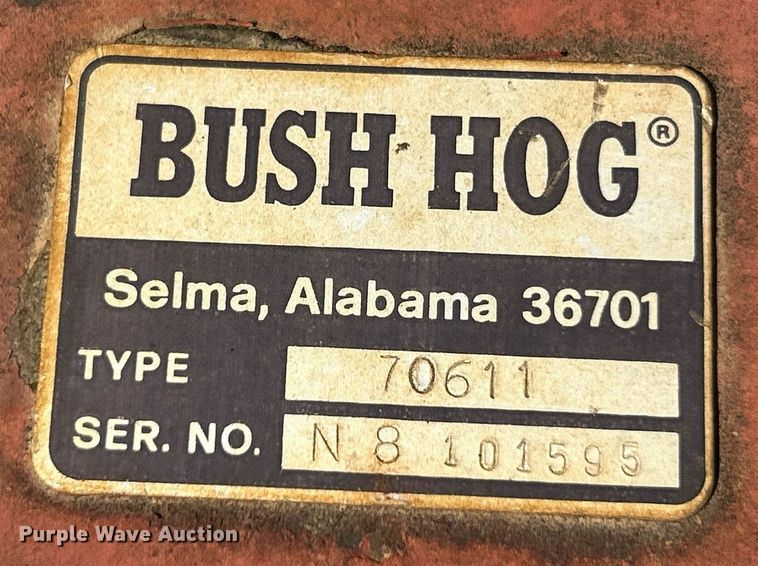 BUSH HOG®
Selma, Alabama 36701
TYPE 70611
SER. NO. N 8 101595
Purple Wave Auction